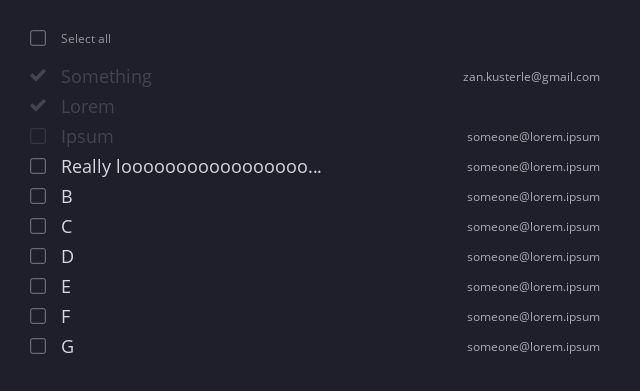 Select all
Something zan.kusterle@gmail.com
Lorem
Ipsum someone@lorem.ipsum
Really looooooooooooooooo... someone@lorem.ipsum
B someone@lorem.ipsum
C someone@lorem.ipsum
D someone@lorem.ipsum
E someone@lorem.ipsum
F someone@lorem.ipsum
G someone@lorem.ipsum